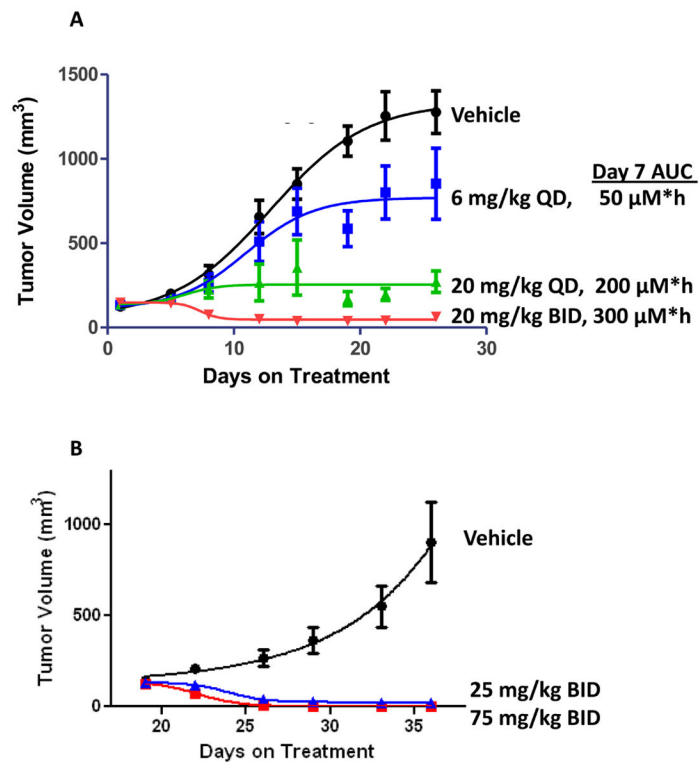 A
Tumor Volume (mm³)
1500
1000
500
0
0 10 20 30
Days on Treatment
Vehicle
Day 7 AUC
6 mg/kg QD, 50 µM*h
20 mg/kg QD, 200 µM*h
20 mg/kg BID, 300 µM*h
B
Tumor Volume (mm³)
1000
500
0
20 25 30 35
Days on Treatment
Vehicle
25 mg/kg BID
75 mg/kg BID